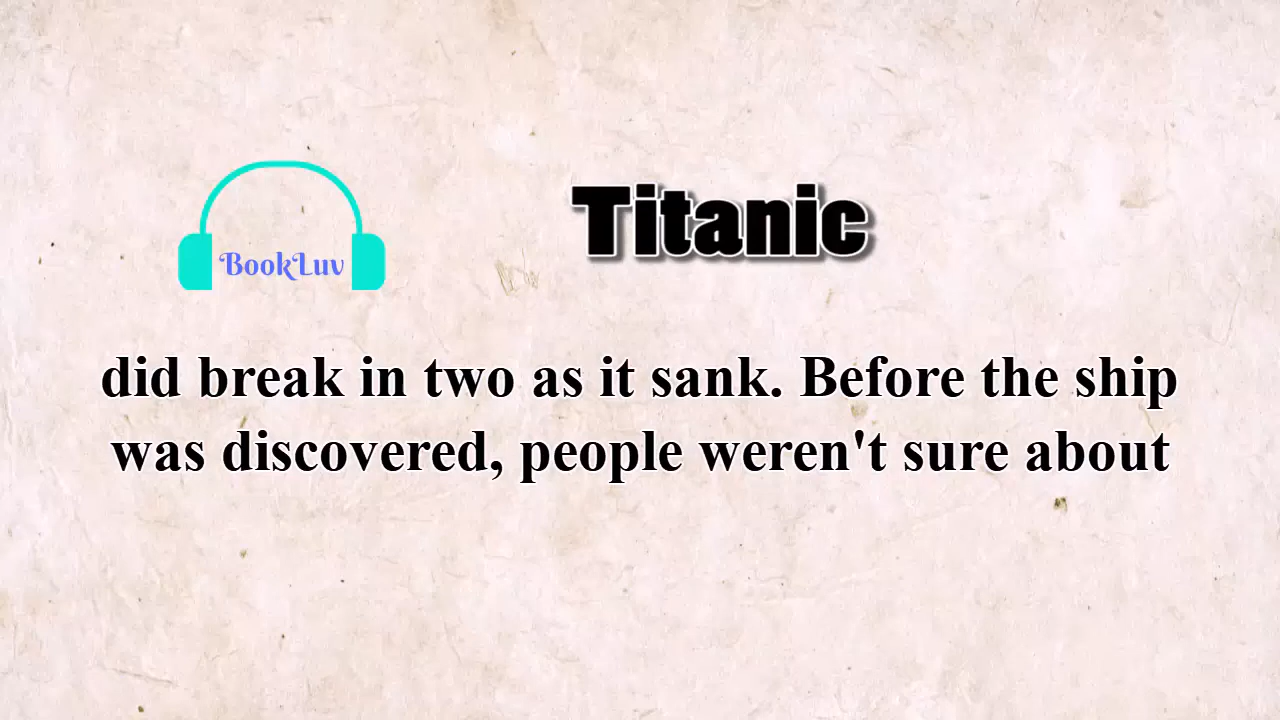 BookLuv
Titanic
did break in two as it sank. Before the ship
was discovered, people weren't sure about